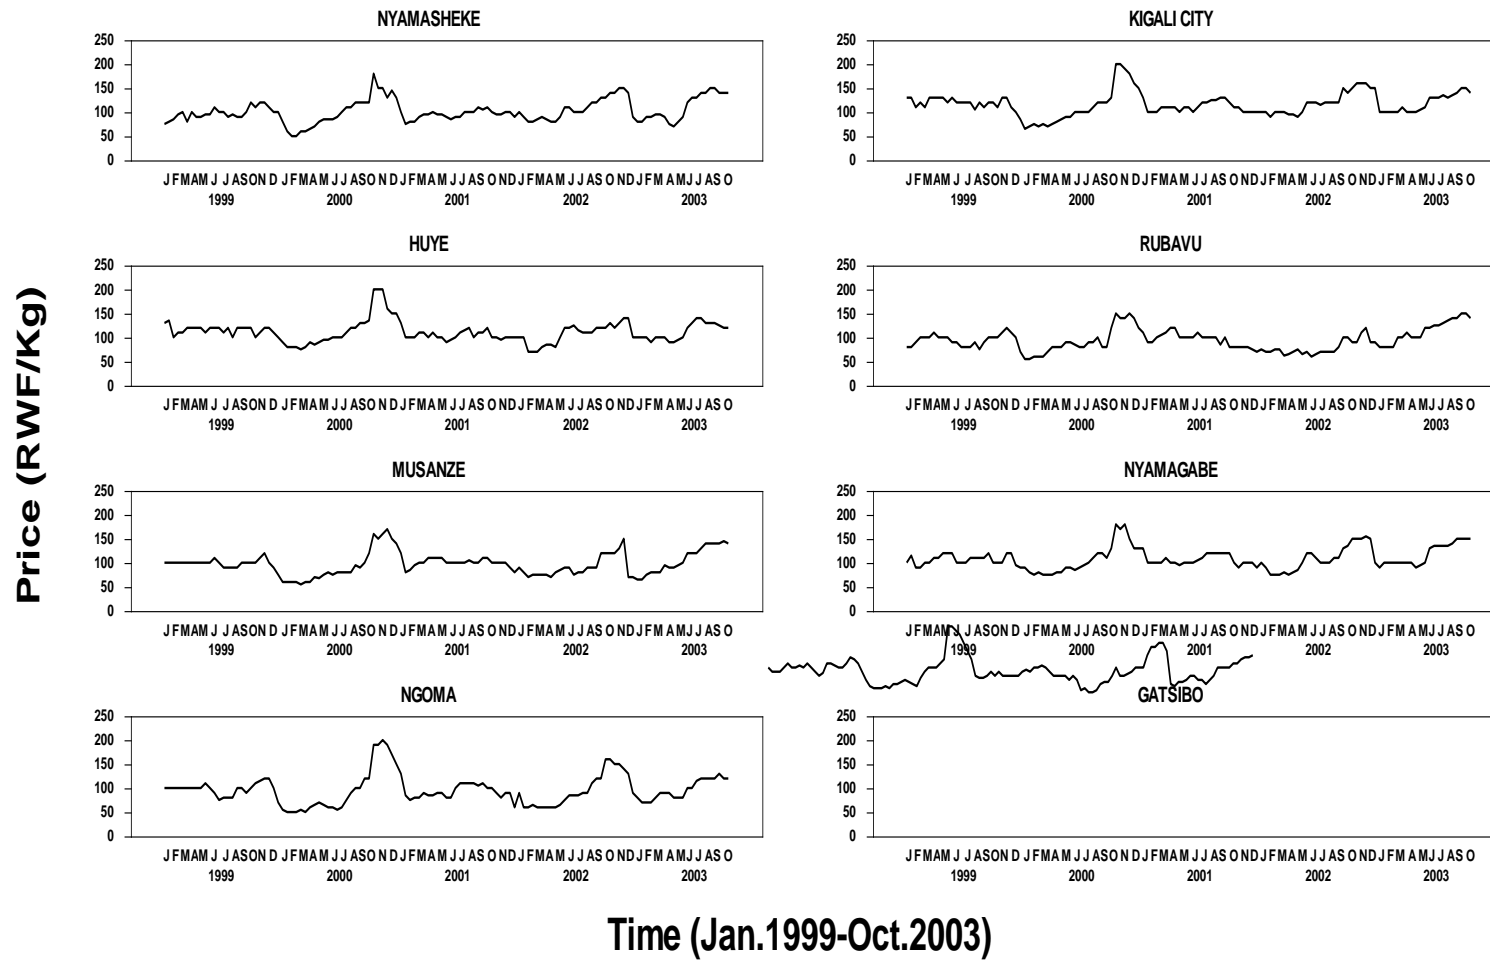 NYAMASHEKE
250
200
150
100
50
0
J F M A M J J A S O N D J F M A M J J A S O N D J F M A M J J A S O N D J F M A M J J A S O N D J F M A M J J A S O
1999 2000 2001 2002 2003
KIGALI CITY
250
200
150
100
50
0
J F M A M J J A S O N D J F M A M J J A S O N D J F M A M J J A S O N D J F M A M J J A S O N D J F M A M J J A S O
1999 2000 2001 2002 2003
HUYE
250
200
150
100
50
0
J F M A M J J A S O N D J F M A M J J A S O N D J F M A M J J A S O N D J F M A M J J A S O N D J F M A M J J A S O
1999 2000 2001 2002 2003
RUBAVU
250
200
150
100
50
0
J F M A M J J A S O N D J F M A M J J A S O N D J F M A M J J A S O N D J F M A M J J A S O N D J F M A M J J A S O
1999 2000 2001 2002 2003
Price (RWF/Kg)
MUSANZE
250
200
150
100
50
0
J F M A M J J A S O N D J F M A M J J A S O N D J F M A M J J A S O N D J F M A M J J A S O N D J F M A M J J A S O
1999 2000 2001 2002 2003
NYAMAGABE
250
200
150
100
50
0
J F M A M J J A S O N D J F M A M J J A S O N D J F M A M J J A S O N D J F M A M J J A S O N D J F M A M J J A S O
1999 2000 2001 2002 2003
NGOMA
250
200
150
100
50
0
J F M A M J J A S O N D J F M A M J J A S O N D J F M A M J J A S O N D J F M A M J J A S O N D J F M A M J J A S O
1999 2000 2001 2002 2003
GATSIBO
250
200
150
100
50
0
J F M A M J J A S O N D J F M A M J J A S O N D J F M A M J J A S O N D J F M A M J J A S O N D J F M A M J J A S O
1999 2000 2001 2002 2003
Time (Jan.1999-Oct.2003)